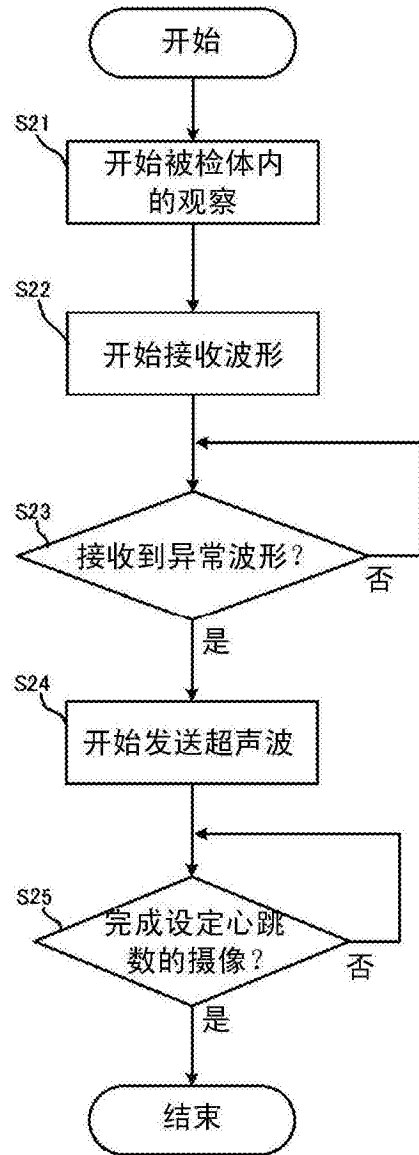 开始
S21
开始被检体内
的观察
S22
开始接收波形
S23
接收到异常波形？
否
是
S24
开始发送超声波
S25
完成设定心跳
数的摄像？
否
是
结束